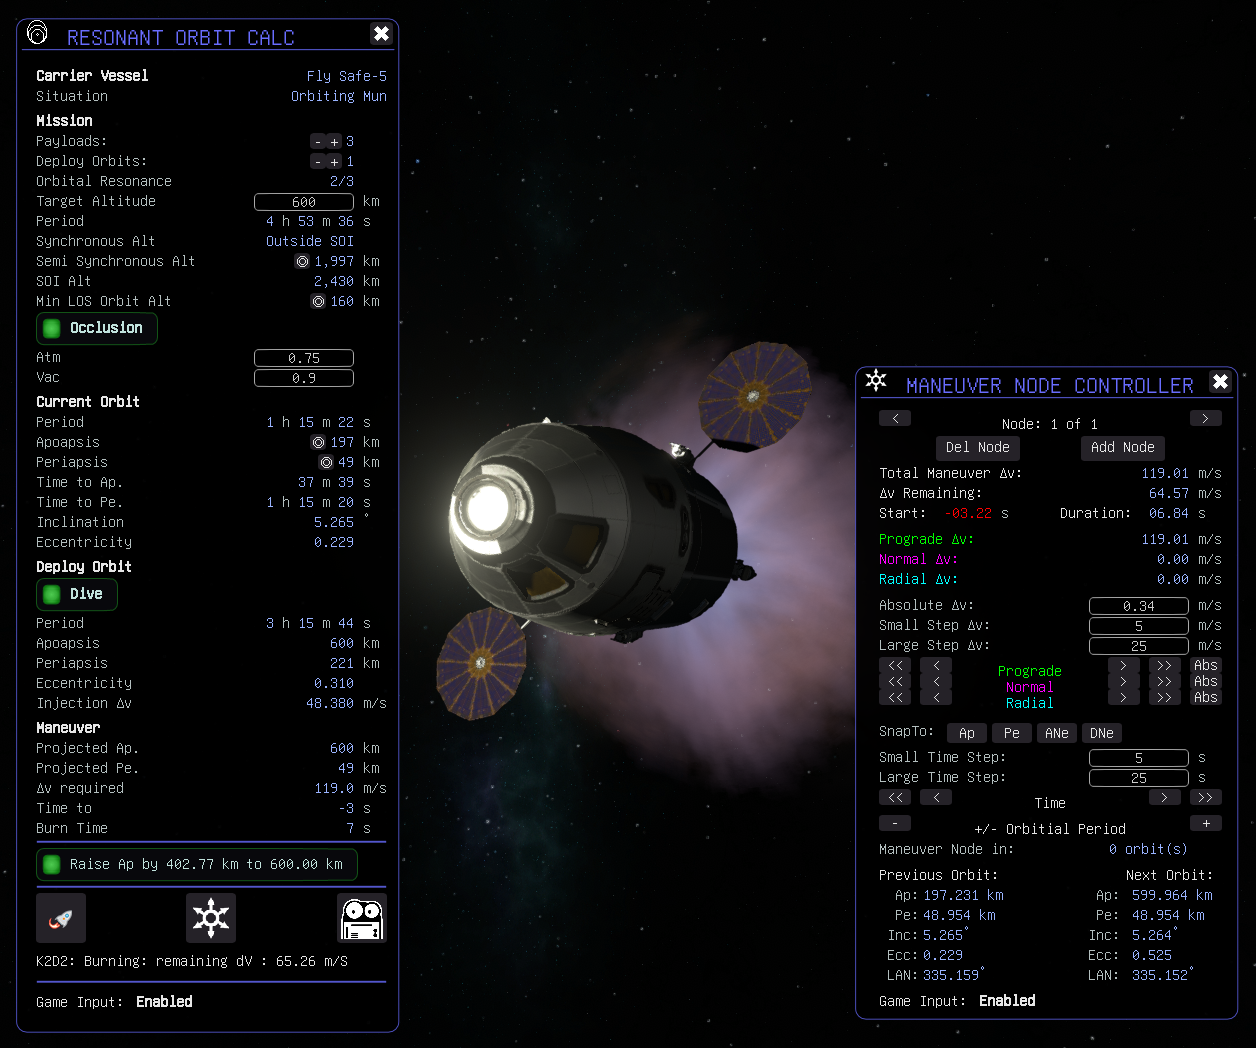 RESONANT ORBIT CALC
Carrier Vessel Fly Safe-5
Situation Orbiting Mun
Mission
Payloads: - + 3
Deploy Orbits: - + 1
Orbital Resonance 2/3
Target Altitude 600 km
Period 4 h 53 m 36 s
Synchronous Alt Outside SOI
Semi Synchronous Alt 1,997 km
SOI Alt 2,430 km
Min LOS Orbit Alt 160 km
Occlusion
Atm 0.75
Vac 0.9
Current Orbit
Period 1 h 15 m 22 s
Apoapsis 197 km
Periapsis 49 km
Time to Ap. 37 m 39 s
Time to Pe. 1 h 15 m 20 s
Inclination 5.265 °
Eccentricity 0.229
Deploy Orbit
Dive
Period 3 h 15 m 44 s
Apoapsis 600 km
Periapsis 221 km
Eccentricity 0.310
Injection Δv 48.380 m/s
Maneuver
Projected Ap. 600 km
Projected Pe. 49 km
Δv required 119.0 m/s
Time to -3 s
Burn Time 7 s
Raise Ap by 402.77 km to 600.00 km
K2D2: Burning: remaining dV : 65.26 m/S
Game Input: Enabled
MANEUVER NODE CONTROLLER
< Node: 1 of 1 >
Del Node Add Node
Total Maneuver Δv: 119.01 m/s
Δv Remaining: 64.57 m/s
Start: -03.22 s Duration: 06.84 s
Prograde Δv: 119.01 m/s
Normal Δv: 0.00 m/s
Radial Δv: 0.00 m/s
Absolute Δv: 0.34 m/s
Small Step Δv: 5 m/s
Large Step Δv: 25 m/s
<< < Prograde > >> Abs
<< < Normal > >> Abs
<< < Radial > >> Abs
SnapTo: Ap Pe ANe DNe
Small Time Step: 5 s
Large Time Step: 25 s
<< < Time > >>
- +/- Orbitial Period +
Maneuver Node in: 0 orbit(s)
Previous Orbit: Next Orbit:
Ap: 197.231 km Ap: 599.964 km
Pe: 48.954 km Pe: 48.954 km
Inc: 5.265° Inc: 5.264°
Ecc: 0.229 Ecc: 0.525
LAN: 335.159° LAN: 335.152°
Game Input: Enabled